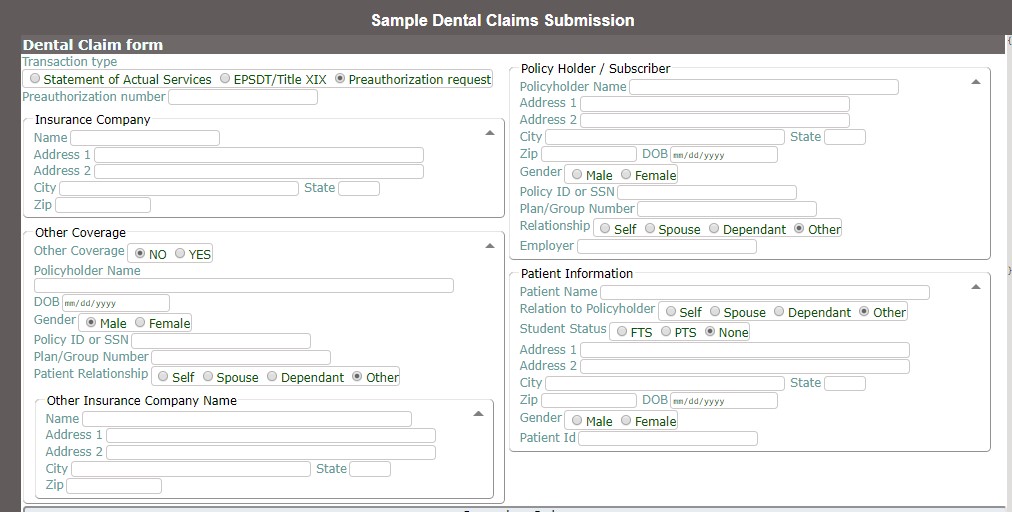 Sample Dental Claims Submission
Dental Claim form
Transaction type
Statement of Actual Services EPSDT/Title XIX Preauthorization request
Preauthorization number
Insurance Company
Name
Address 1
Address 2
City State
Zip
Other Coverage
Other Coverage NO YES
Policyholder Name
DOB mm/dd/yyyy
Gender Male Female
Policy ID or SSN
Plan/Group Number
Patient Relationship Self Spouse Dependant Other
Other Insurance Company Name
Name
Address 1
Address 2
City State
Zip
Policy Holder / Subscriber
Policyholder Name
Address 1
Address 2
City State
Zip DOB mm/dd/yyyy
Gender Male Female
Policy ID or SSN
Plan/Group Number
Relationship Self Spouse Dependant Other
Employer
Patient Information
Patient Name
Relation to Policyholder Self Spouse Dependant Other
Student Status FTS PTS None
Address 1
Address 2
City State
Zip DOB mm/dd/yyyy
Gender Male Female
Patient Id